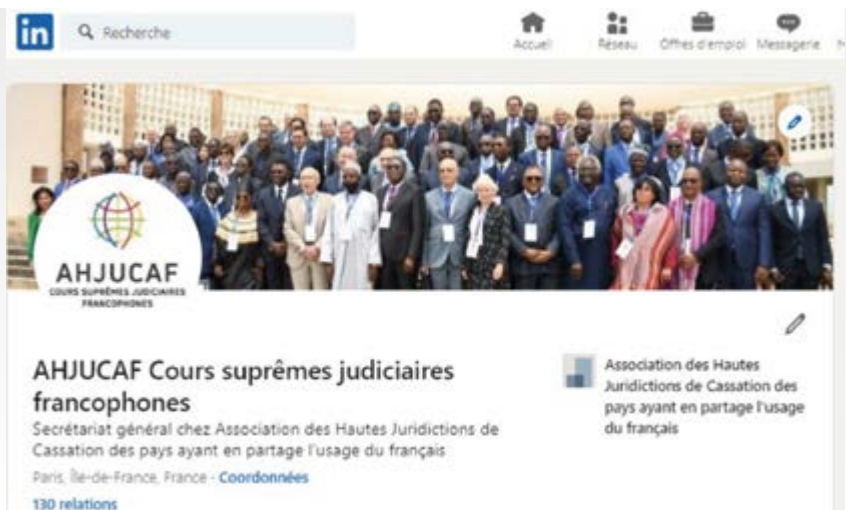 in
Recherche
Accueil
Réseau
Offres d'emploi
Messagerie
AHJUCAF
COURS SUPRÊMES JUDICIAIRES
FRANCOPHONES
AHJUCAF Cours suprêmes judiciaires
francophones
Secrétariat général chez Association des Hautes Juridictions de
Cassation des pays ayant en partage l'usage du français
Paris, Île-de-France, France - Coordonnées
130 relations
Association des Hautes
Juridictions de Cassation des
pays ayant en partage l'usage
du français